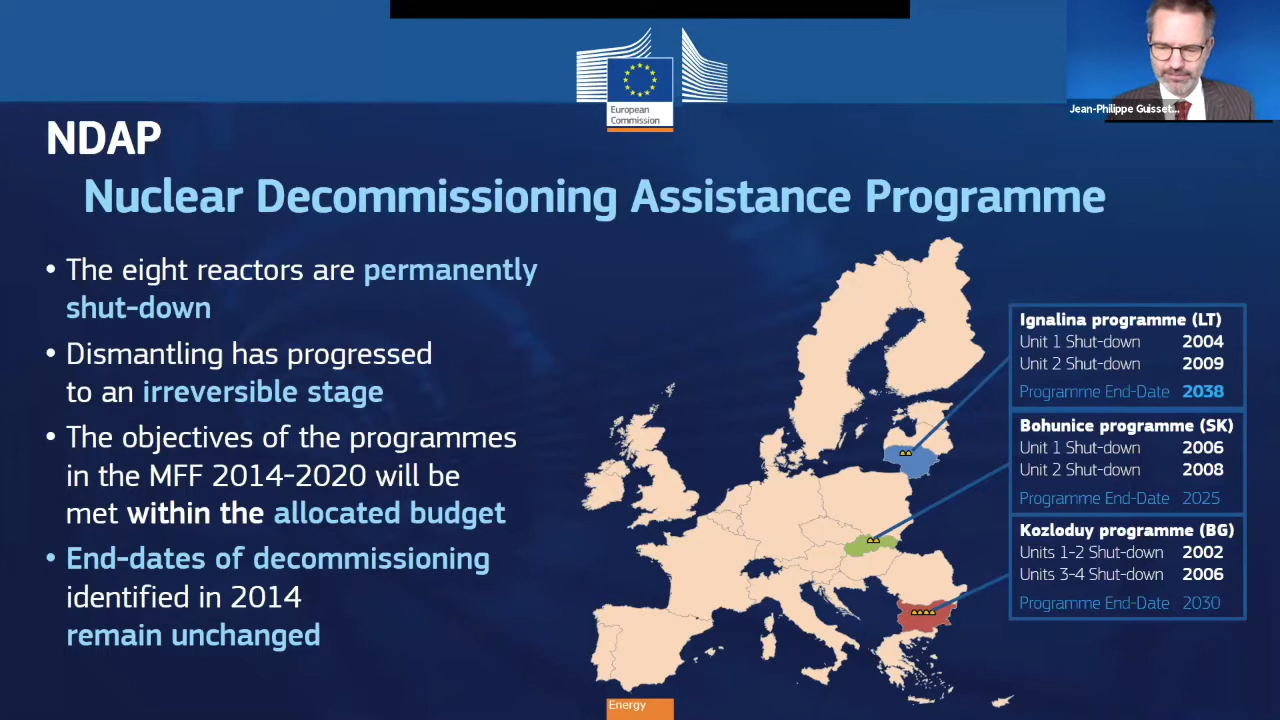 European
Commission
Jean-Philippe Guisset...
NDAP
Nuclear Decommissioning Assistance Programme
• The eight reactors are permanently
shut-down
• Dismantling has progressed
to an irreversible stage
• The objectives of the programmes
in the MFF 2014-2020 will be
met within the allocated budget
• End-dates of decommissioning
identified in 2014
remain unchanged
Ignalina programme (LT)
Unit 1 Shut-down 2004
Unit 2 Shut-down 2009
Programme End-Date 2038
Bohunice programme (SK)
Unit 1 Shut-down 2006
Unit 2 Shut-down 2008
Programme End-Date 2025
Kozloduy programme (BG)
Units 1-2 Shut-down 2002
Units 3-4 Shut-down 2006
Programme End-Date 2030
Energy